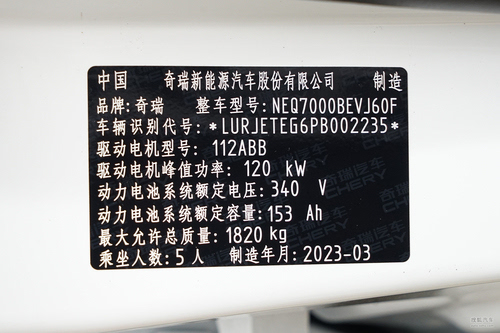 中国 奇瑞新能源汽车股份有限公司 制造
品牌:奇瑞 整车型号:NEQ7000BEVJ60F
车辆识别代号:*LURJETEG6PB002235*
驱动电机型号: 112ABB
驱动电机峰值功率: 120 kW
动力电池系统额定电压: 340 V
动力电池系统额定容量: 153 Ah
最大允许总质量: 1820 kg
乘坐人数: 5人 制造年月: 2023-03